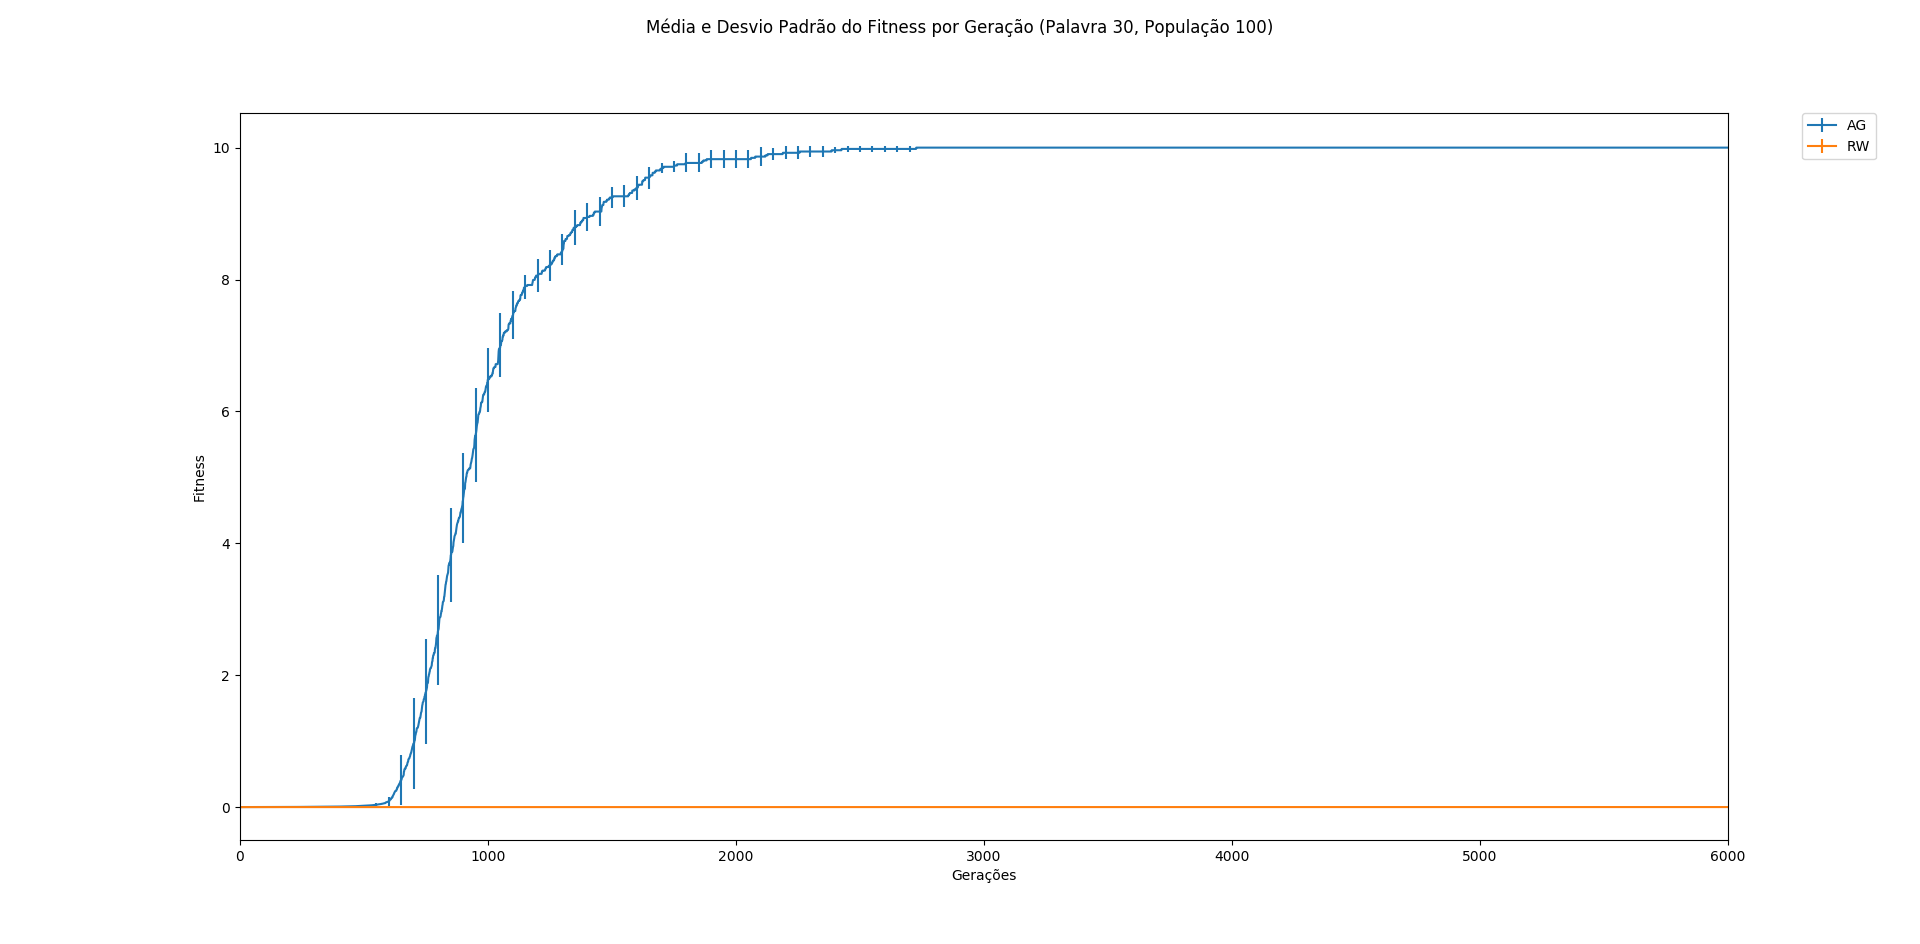 Média e Desvio Padrão do Fitness por Geração (Palavra 30, População 100)
AG
RW
10
8
6
4
2
0
Fitness
0 1000 2000 3000 4000 5000 6000
Gerações